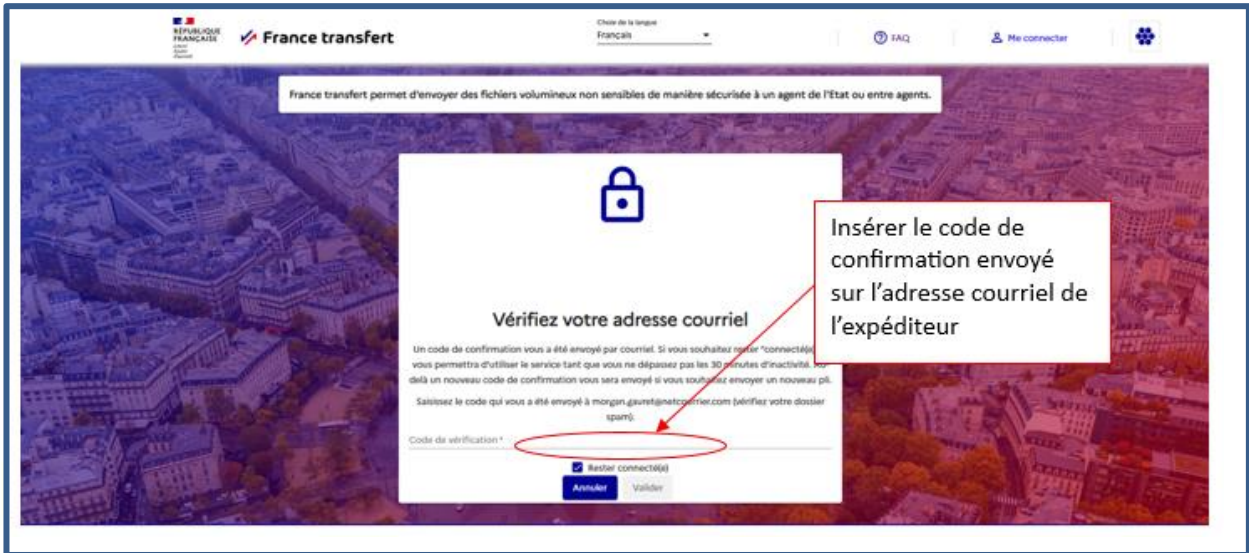 Choix de la langue
RÉPUBLIQUE
FRANÇAISE
Liberté
Égalité
Fraternité
France transfert
Français
FAQ
Me connecter
France transfert permet d'envoyer des fichiers volumineux non sensibles de manière sécurisée à un agent de l'Etat ou entre agents.
Insérer le code de
confirmation envoyé
sur l'adresse courriel de
l'expéditeur
Vérifiez votre adresse courriel
Un code de confirmation vous a été envoyé par courriel. Si vous souhaitez rester "connecté(e)
vous permettra d'utiliser le service tant que vous ne dépassez pas les 30 minutes d'inactivité. Au-
delà un nouveau code de confirmation vous sera envoyé si vous souhaitez envoyer un nouveau pli.
Saisissez le code qui vous a été envoyé à morgan.gauret@netcourrier.com (vérifiez votre dossier
spam).
Code de vérification *
Rester connecté(e)
Annuler
Valider